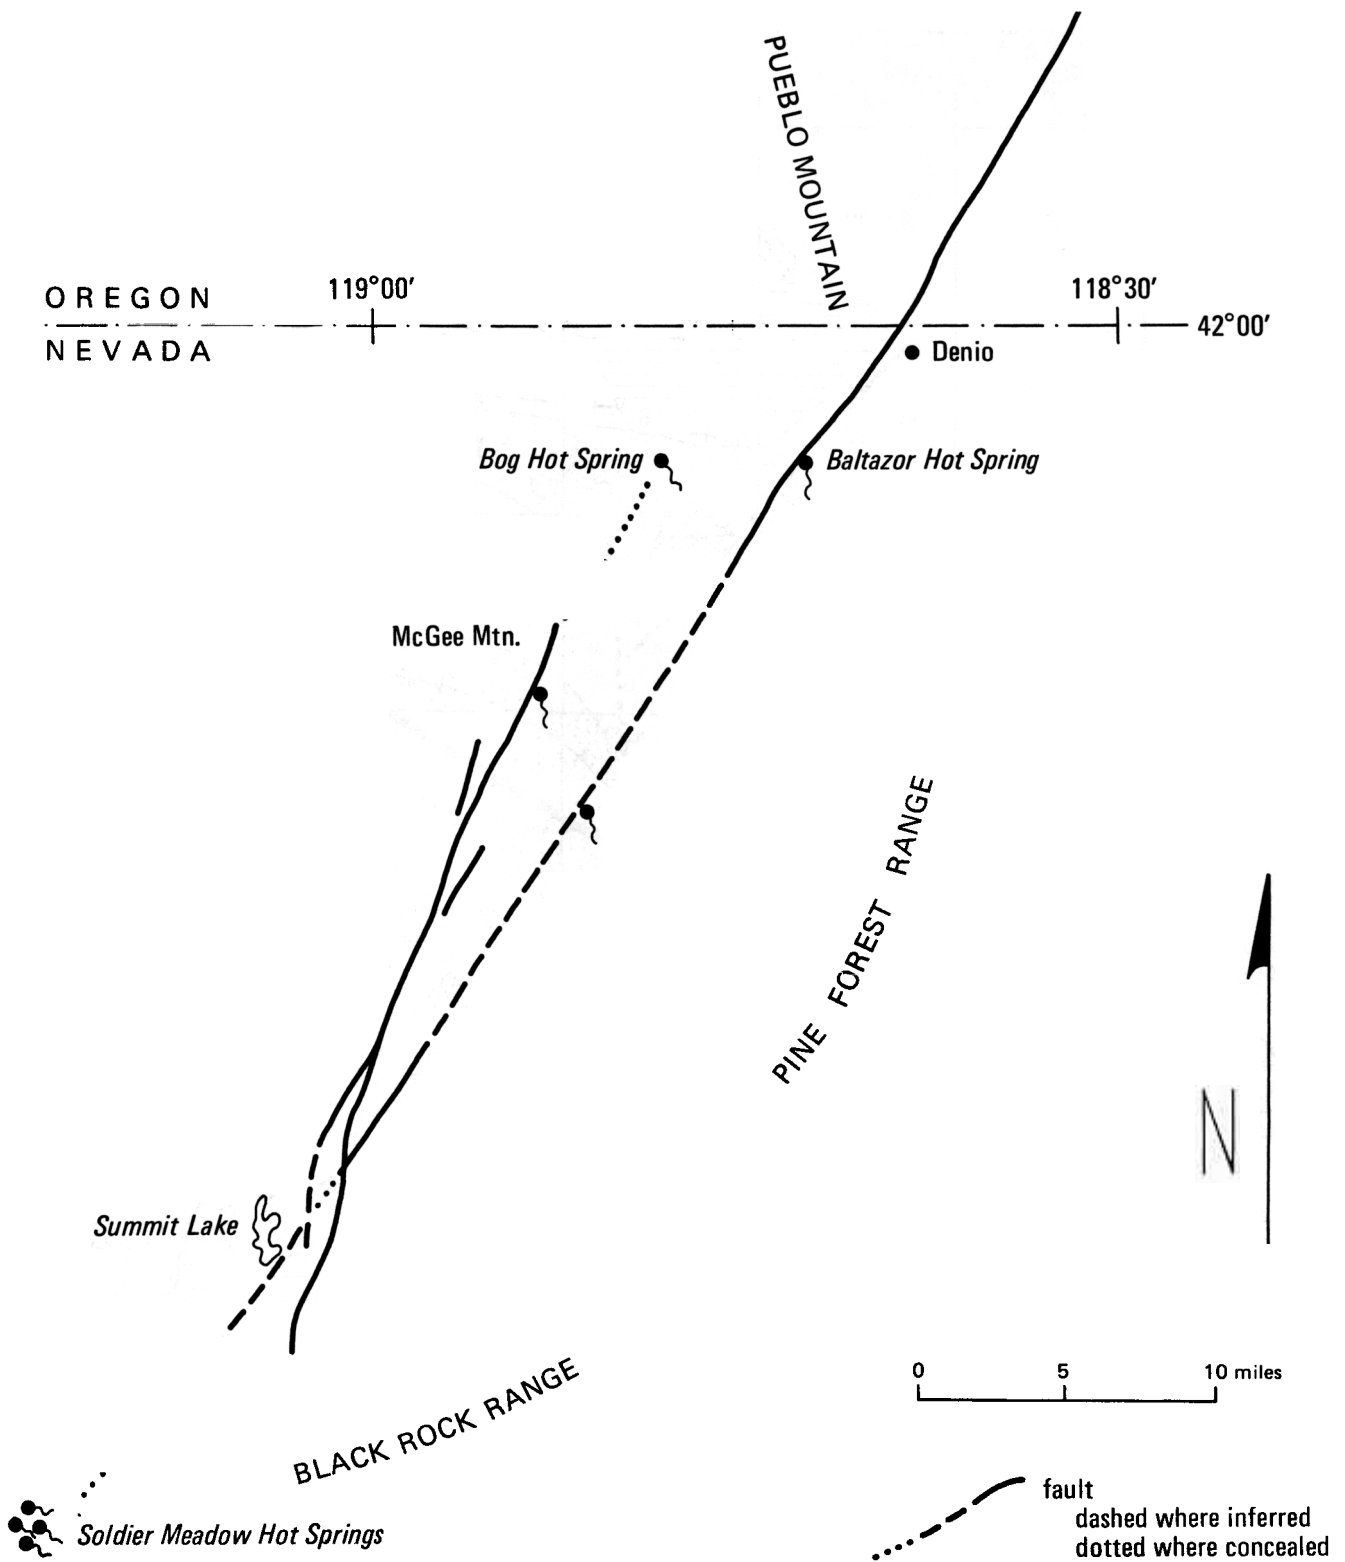 PUEBLO MOUNTAIN
OREGON
119°00′
118°30′
NEVADA
42°00′
Denio
Bog Hot Spring
Baltazor Hot Spring
McGee Mtn.
PINE FOREST RANGE
N
Summit Lake
BLACK ROCK RANGE
0 5 10 miles
Soldier Meadow Hot Springs
fault
dashed where inferred
dotted where concealed